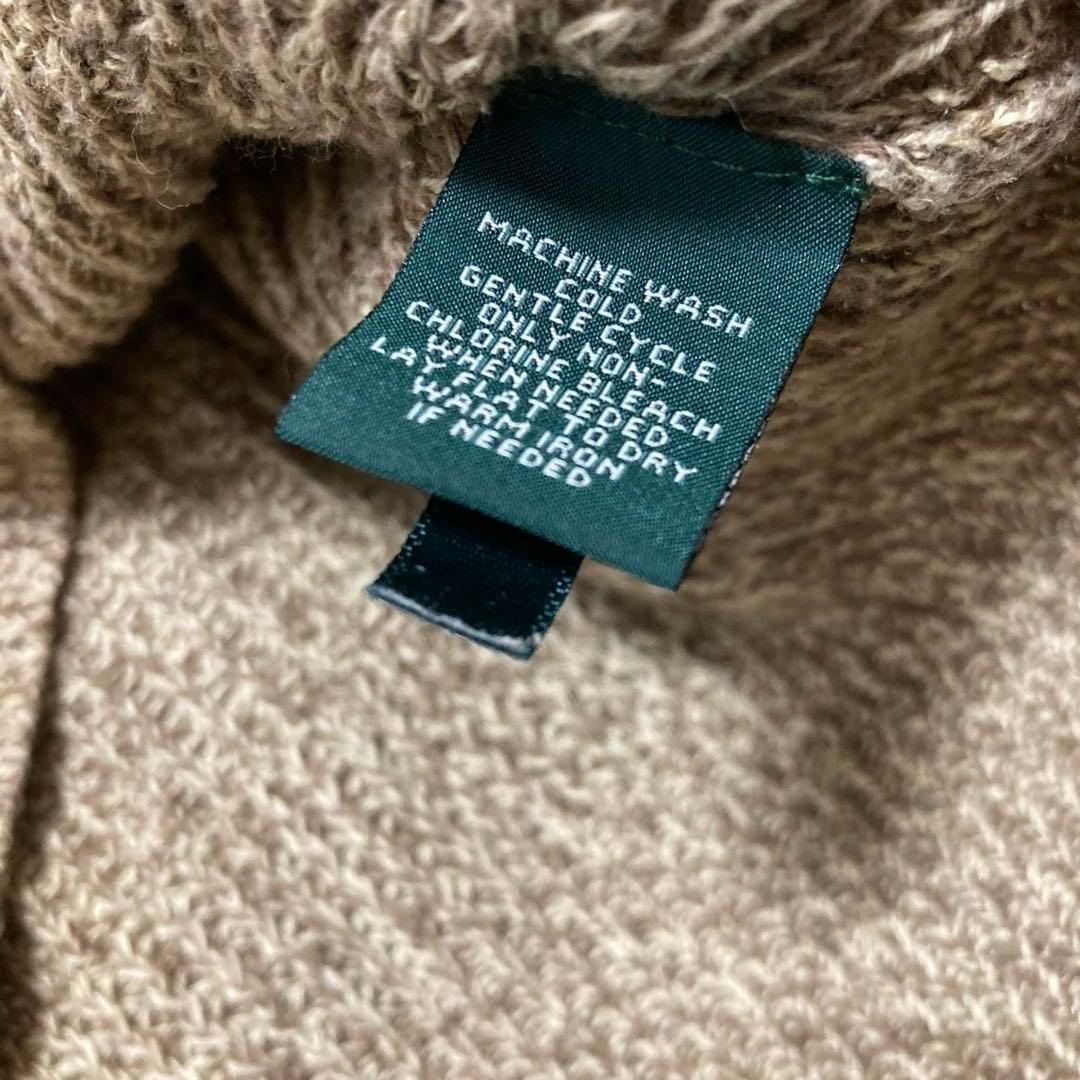 MACHINE WASH
COLD
GENTLE CYCLE
ONLY NON-
CHLORINE BLEACH
WHEN NEEDED
LAY FLAT TO DRY
WARM IRON
IF NEEDED